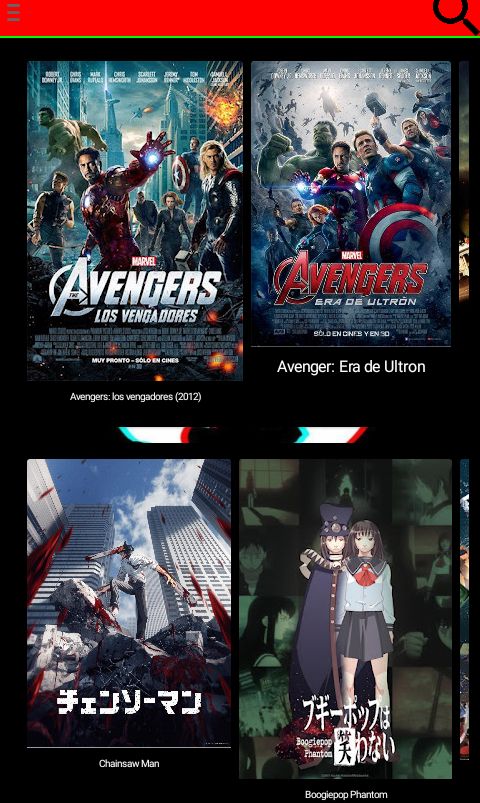 ROBERT DOWNEY JR. CHRIS EVANS MARK RUFFALO CHRIS HEMSWORTH SCARLETT JOHANSSON JEREMY RENNER TOM HIDDLESTON SAMUEL L. JACKSON
MARVEL
THE AVENGERS
LOS VENGADORES
MUY PRONTO – SÓLO EN CINES
Avengers: los vengadores (2012)
MARVEL
AVENGERS
ERA DE ULTRÓN
SÓLO EN CINES Y EN 3D
Avenger: Era de Ultron
チェンソーマン
Chainsaw Man
ブギーポップは
Boogiepop
Phantom
笑わない
Boogiepop Phantom